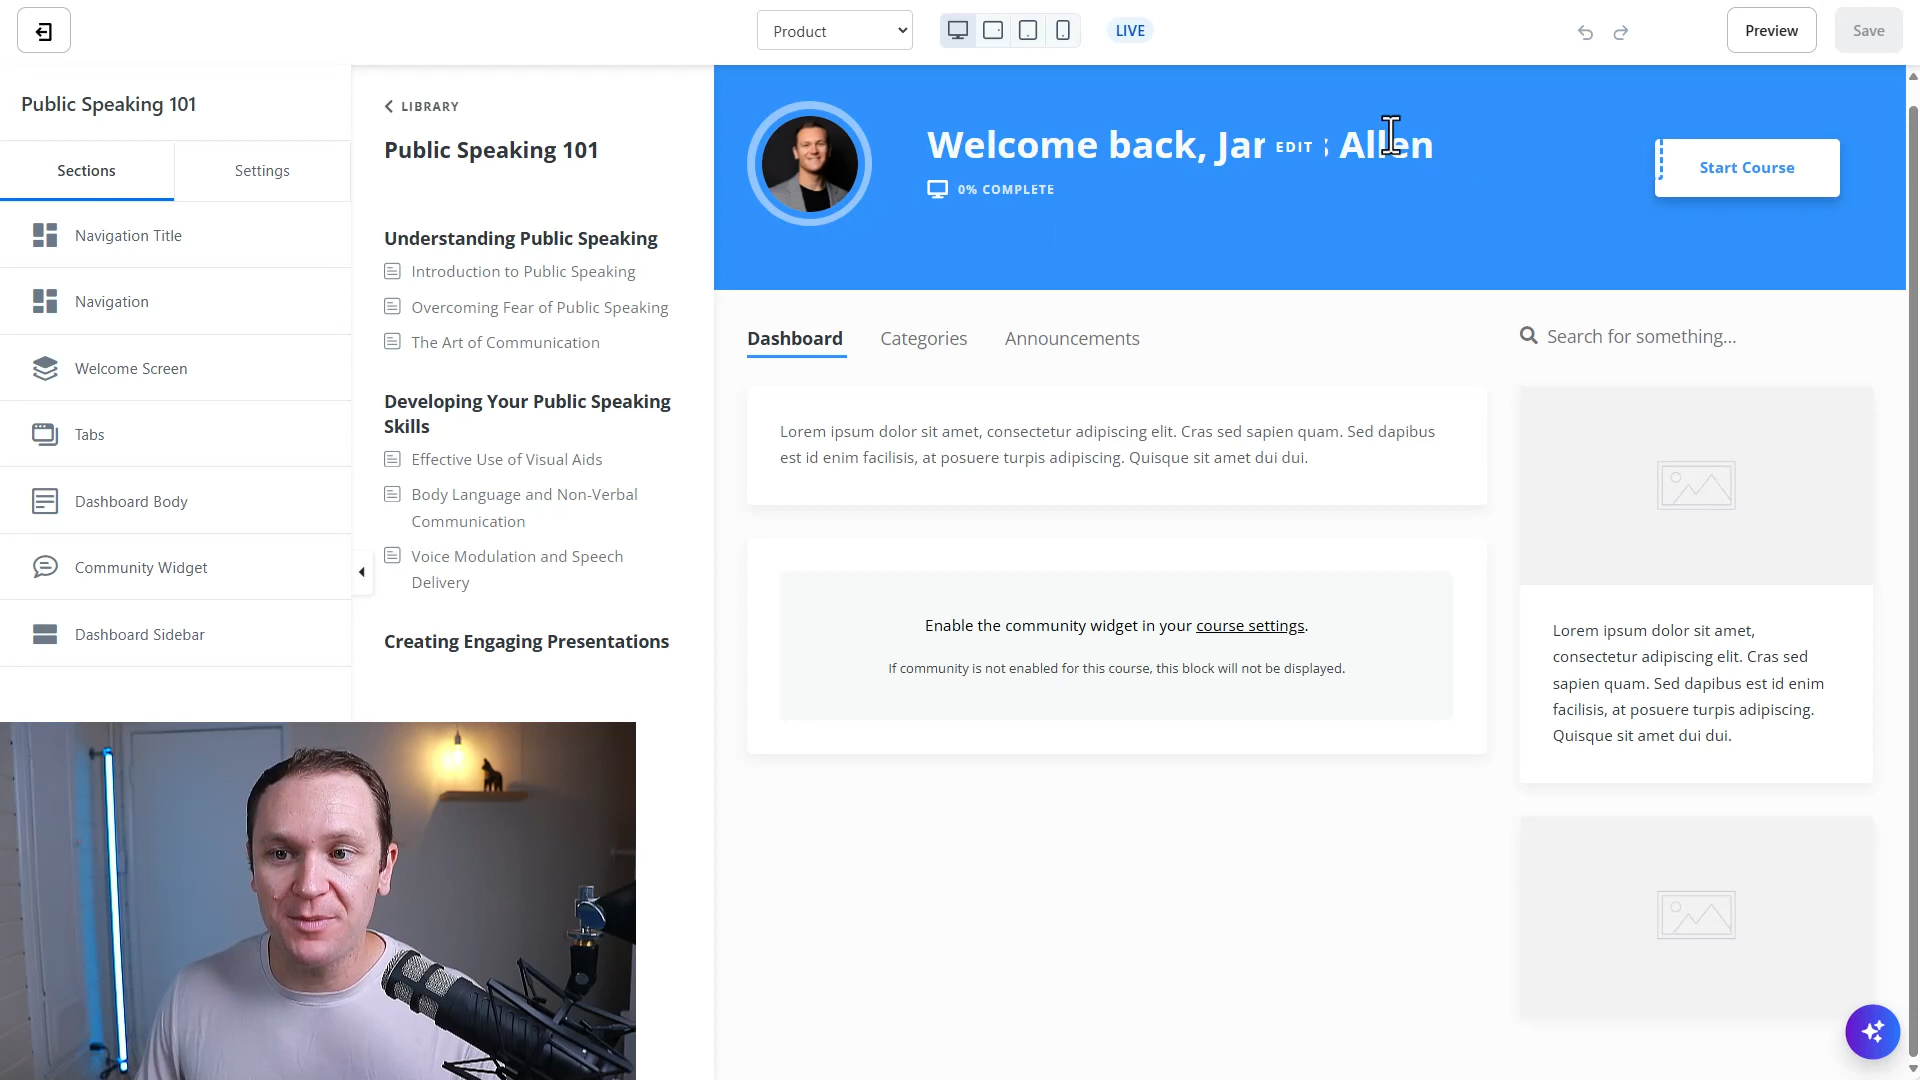 Product
LIVE
Preview
Save
Public Speaking 101
Sections
Settings
Navigation Title
Navigation
Welcome Screen
Tabs
Dashboard Body
Community Widget
Dashboard Sidebar
LIBRARY
Public Speaking 101
Understanding Public Speaking
Introduction to Public Speaking
Overcoming Fear of Public Speaking
The Art of Communication
Developing Your Public Speaking
Skills
Effective Use of Visual Aids
Body Language and Non-Verbal
Communication
Voice Modulation and Speech
Delivery
Creating Engaging Presentations
Welcome back, Allen
EDIT
0% COMPLETE
Start Course
Dashboard
Categories
Announcements
Search for something...
Lorem ipsum dolor sit amet, consectetur adipiscing elit. Cras sed sapien quam. Sed dapibus
est id enim facilisis, at posuere turpis adipiscing. Quisque sit amet dui dui.
Enable the community widget in your course settings.
If community is not enabled for this course, this block will not be displayed.
Lorem ipsum dolor sit amet,
consectetur adipiscing elit. Cras sed
sapien quam. Sed dapibus est id enim
facilisis, at posuere turpis adipiscing.
Quisque sit amet dui dui.